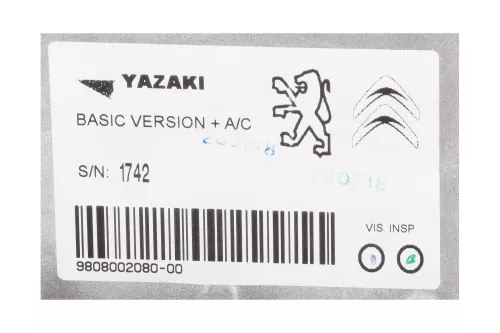 YAZAKI
BASIC VERSION + A/C
S/N: 1742
VIS. INSP
9808002080-00